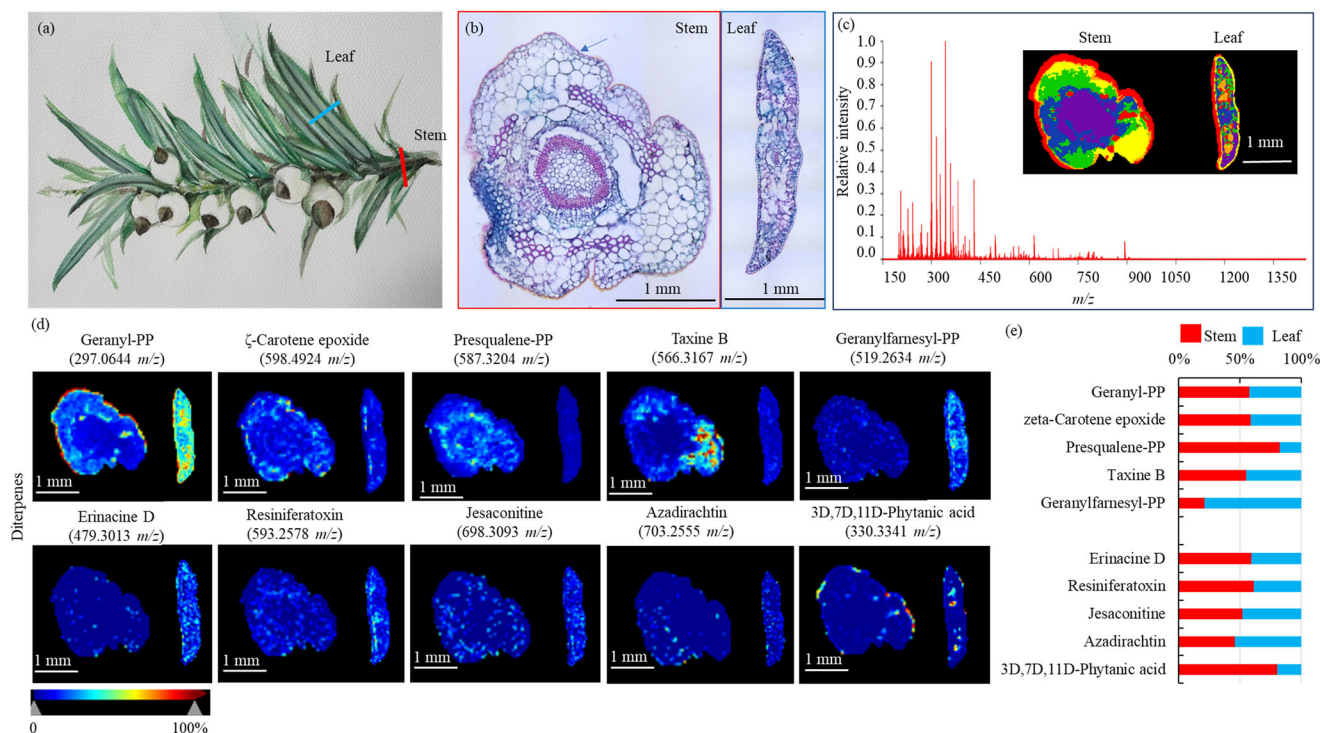 (a)
Leaf
Stem
(b)
Stem
Leaf
1 mm
1 mm
(c)
Stem
Leaf
1 mm
Relative intensity
1.0
0.9
0.8
0.7
0.6
0.5
0.4
0.3
0.2
0.1
0.0
150 300 450 600 750 900 1050 1200 1350
m/z
(d)
Diterpenes
Geranyl-PP
(297.0644 m/z)
1 mm
ζ-Carotene epoxide
(598.4924 m/z)
1 mm
Presqualene-PP
(587.3204 m/z)
1 mm
Taxine B
(566.3167 m/z)
1 mm
Geranylfarnesyl-PP
(519.2634 m/z)
1 mm
Erinacine D
(479.3013 m/z)
1 mm
Resiniferatoxin
(593.2578 m/z)
1 mm
Jesaconitine
(698.3093 m/z)
1 mm
Azadirachtin
(703.2555 m/z)
1 mm
3D,7D,11D-Phytanic acid
(330.3341 m/z)
1 mm
0 100%
(e)
Stem Leaf
0% 50% 100%
Geranyl-PP
zeta-Carotene epoxide
Presqualene-PP
Taxine B
Geranylfarnesyl-PP
Erinacine D
Resiniferatoxin
Jesaconitine
Azadirachtin
3D,7D,11D-Phytanic acid